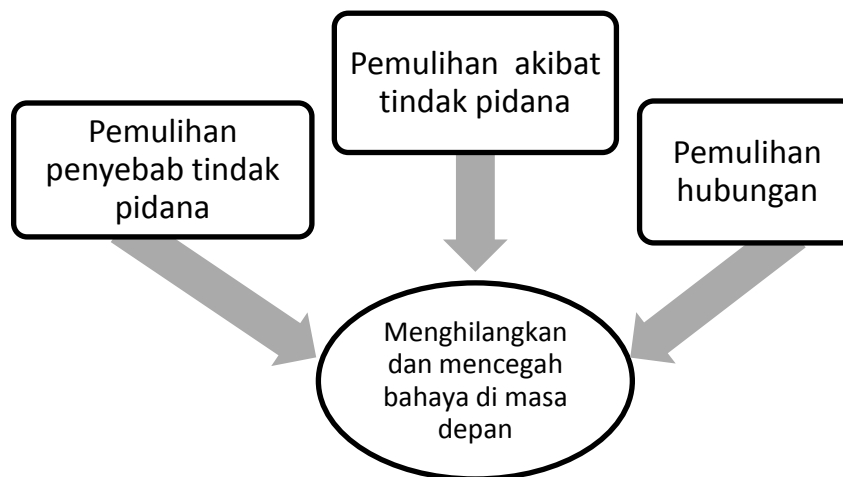 Pemulihan akibat
tindak pidana
Pemulihan
penyebab tindak
pidana
Pemulihan
hubungan
Menghilangkan
dan mencegah
bahaya di masa
depan